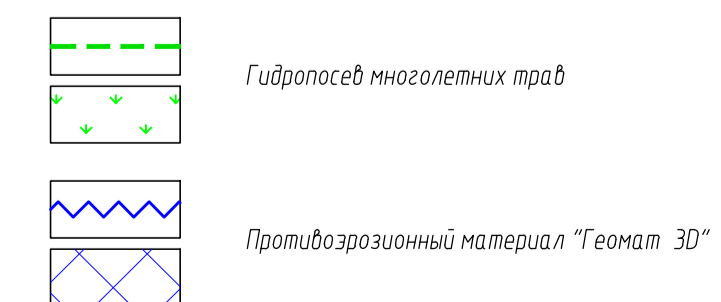 Гидропосев многолетних трав
Противоэрозионный материал "Геомат 3D"